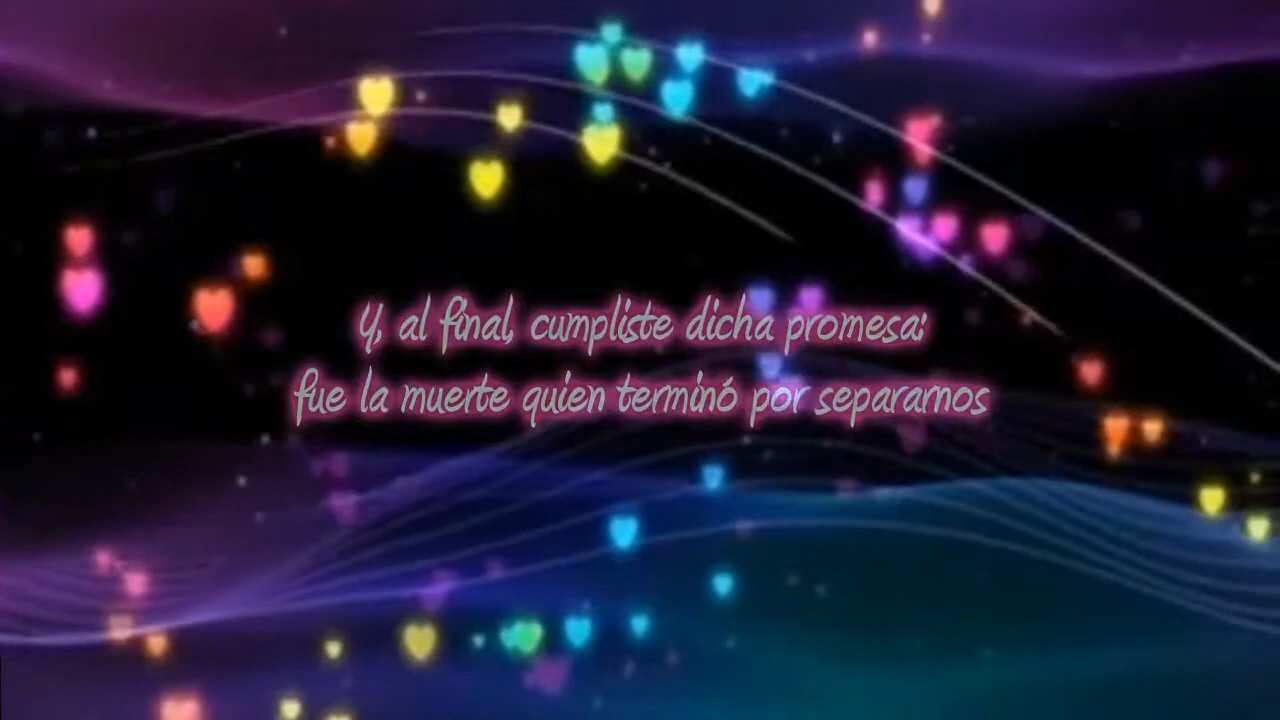 Y, al final, cumpliste dicha promesa:
fue la muerte quien terminó por separarnos